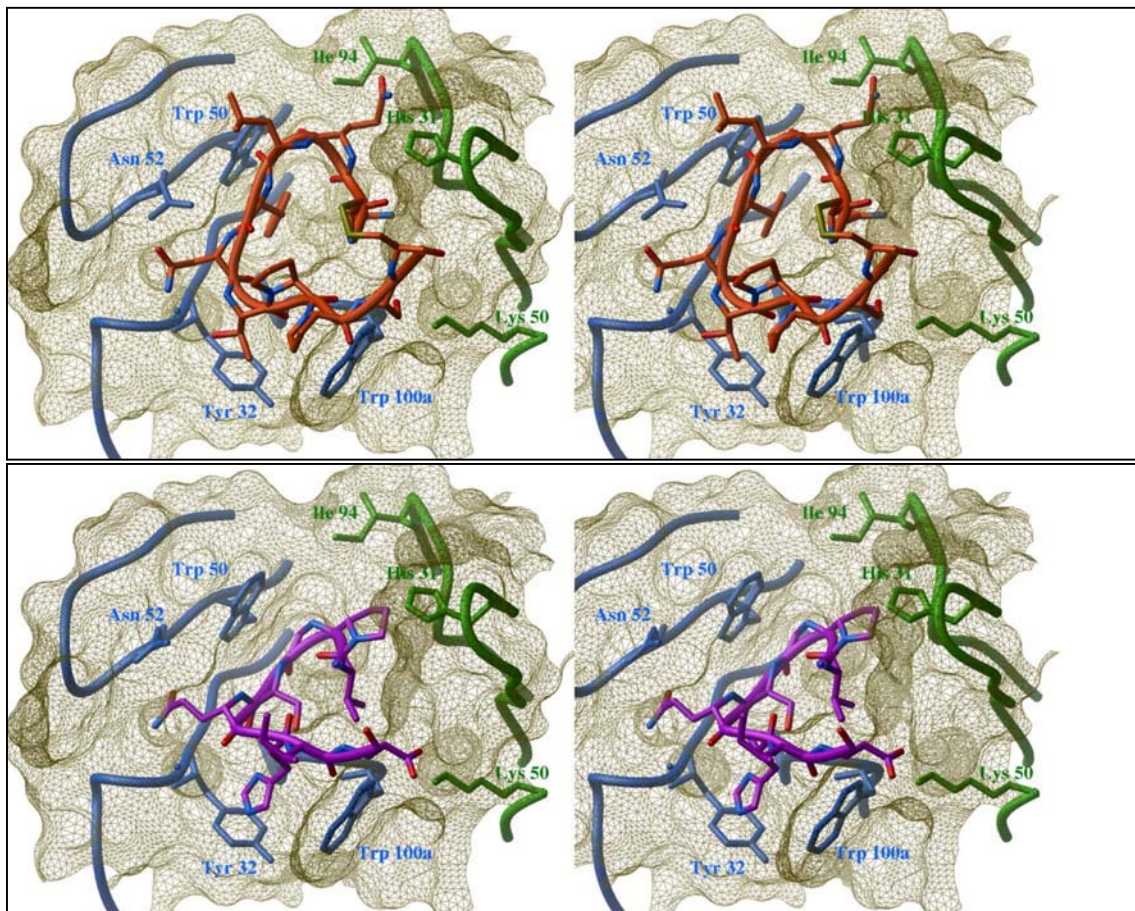 Ile 94 Ile 94
Trp 50 His 31 Trp 50 His 31
Asn 52 Asn 52
Lys 50 Lys 50
Tyr 32 Trp 100a Tyr 32 Trp 100a
Ile 94 Ile 94
Trp 50 His 31 Trp 50 His 31
Asn 52 Asn 52
Lys 50 Lys 50
Tyr 32 Trp 100a Tyr 32 Trp 100a